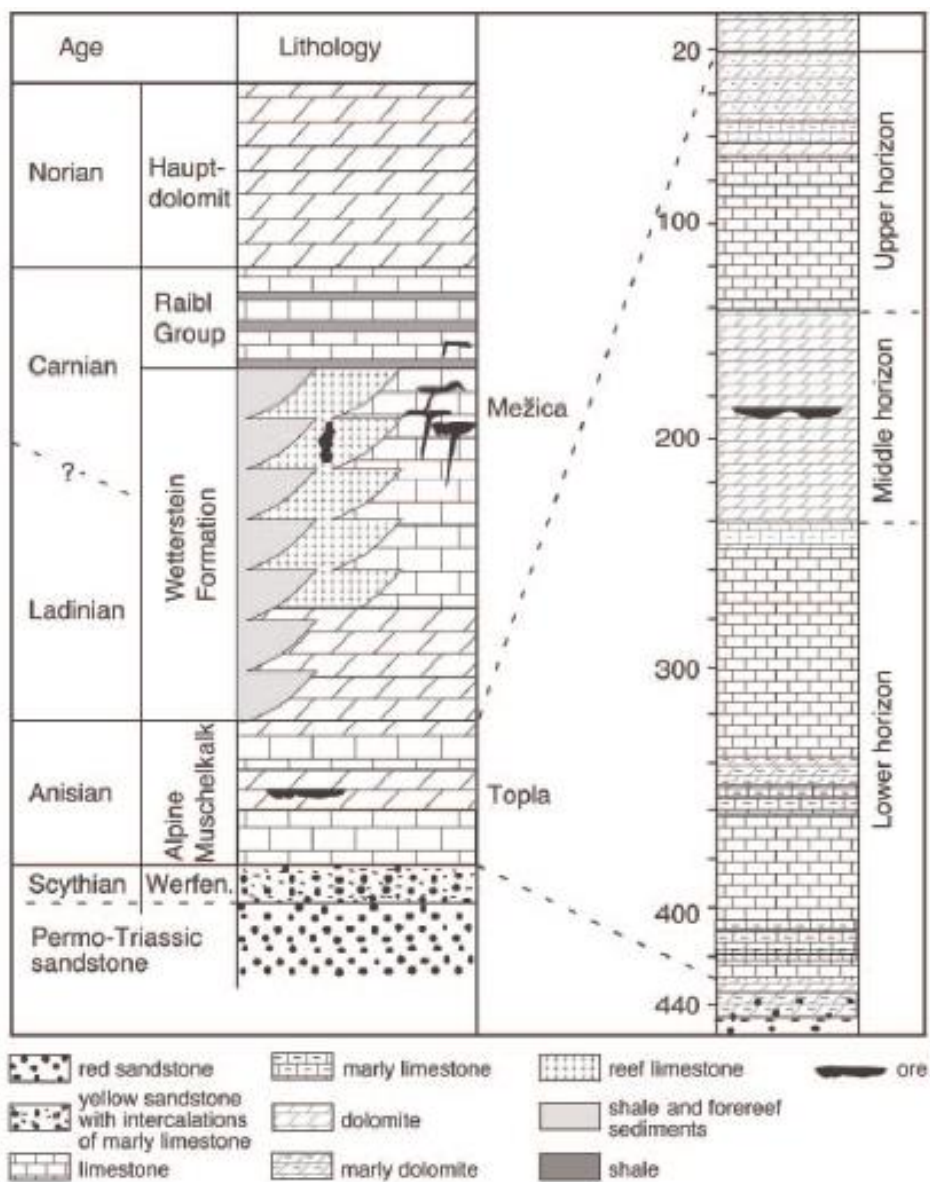 Age
Lithology
Norian
Haupt-
dolomit
Carnian
Raibl
Group
?
Ladinian
Wetterstein
Formation
Mežica
Anisian
Alpine
Muschelkalk
Topla
Scythian
Werfen.
Permo-Triassic
sandstone
20
100
200
300
400
440
Upper horizon
Middle horizon
Lower horizon
red sandstone
yellow sandstone
with intercalations
of marly limestone
limestone
marly limestone
dolomite
marly dolomite
reef limestone
shale and forereef
sediments
shale
ore